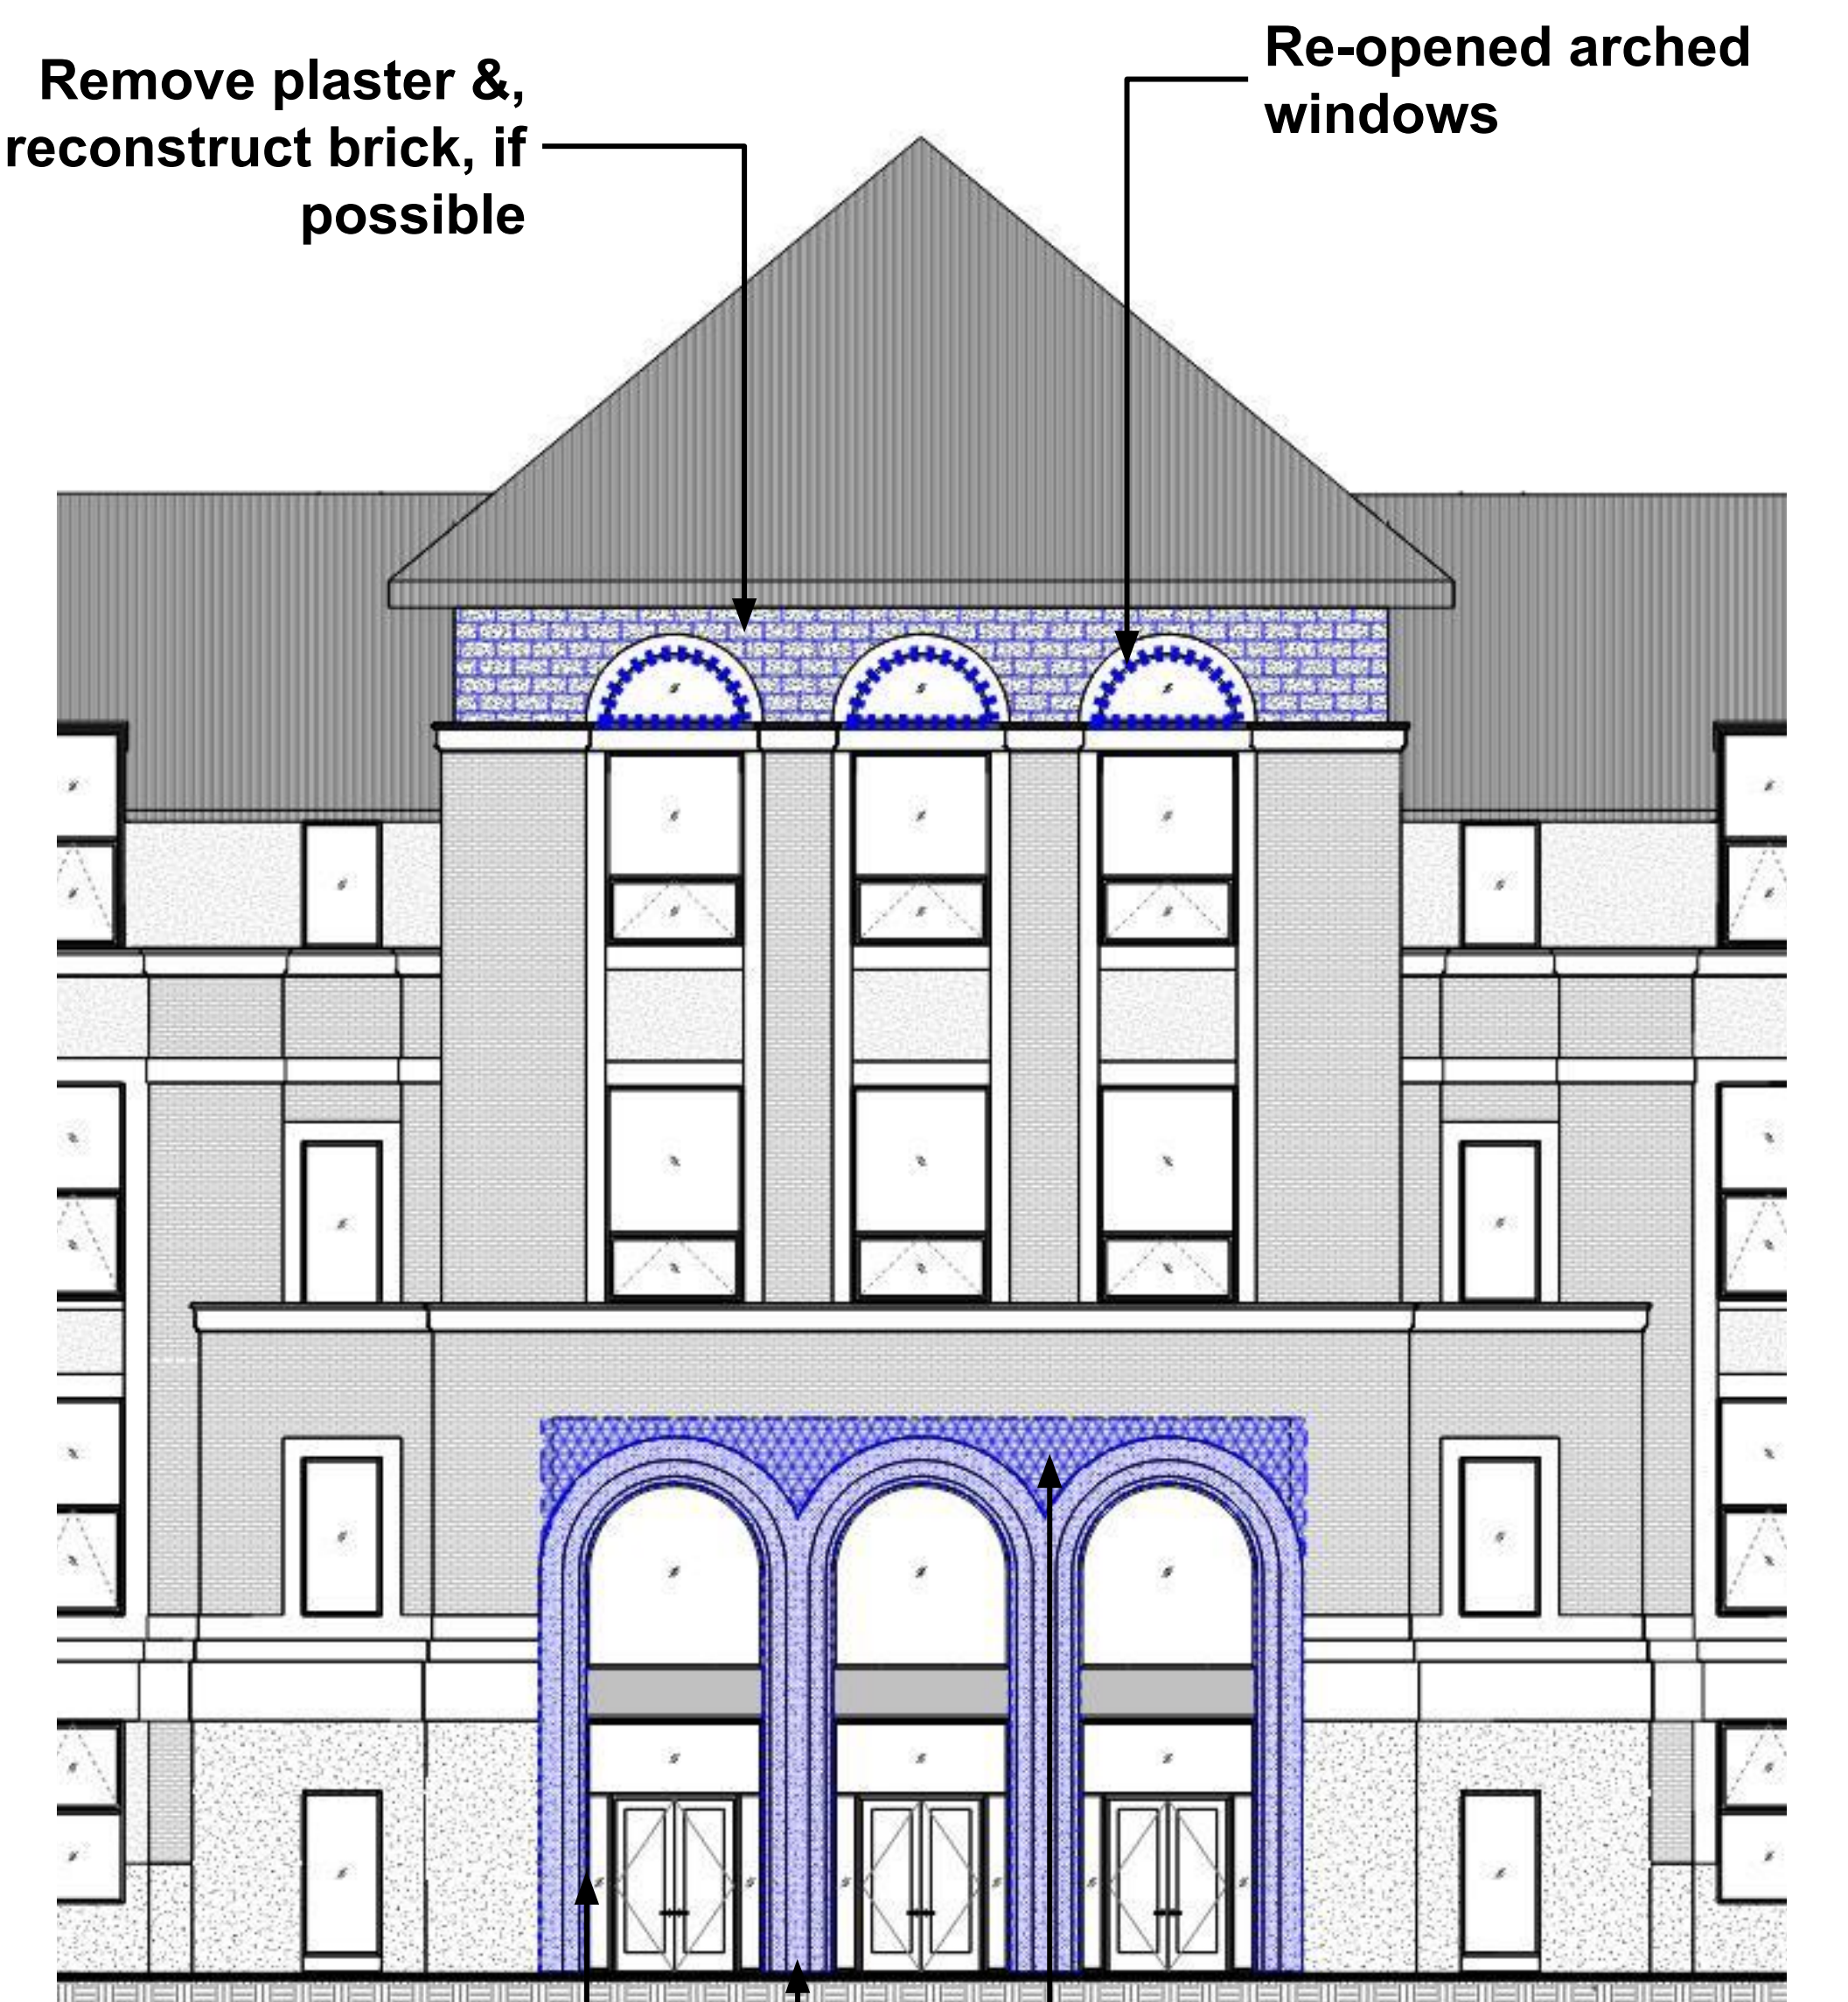 Remove plaster &,
reconstruct brick, if
possible
Re-opened arched
windows